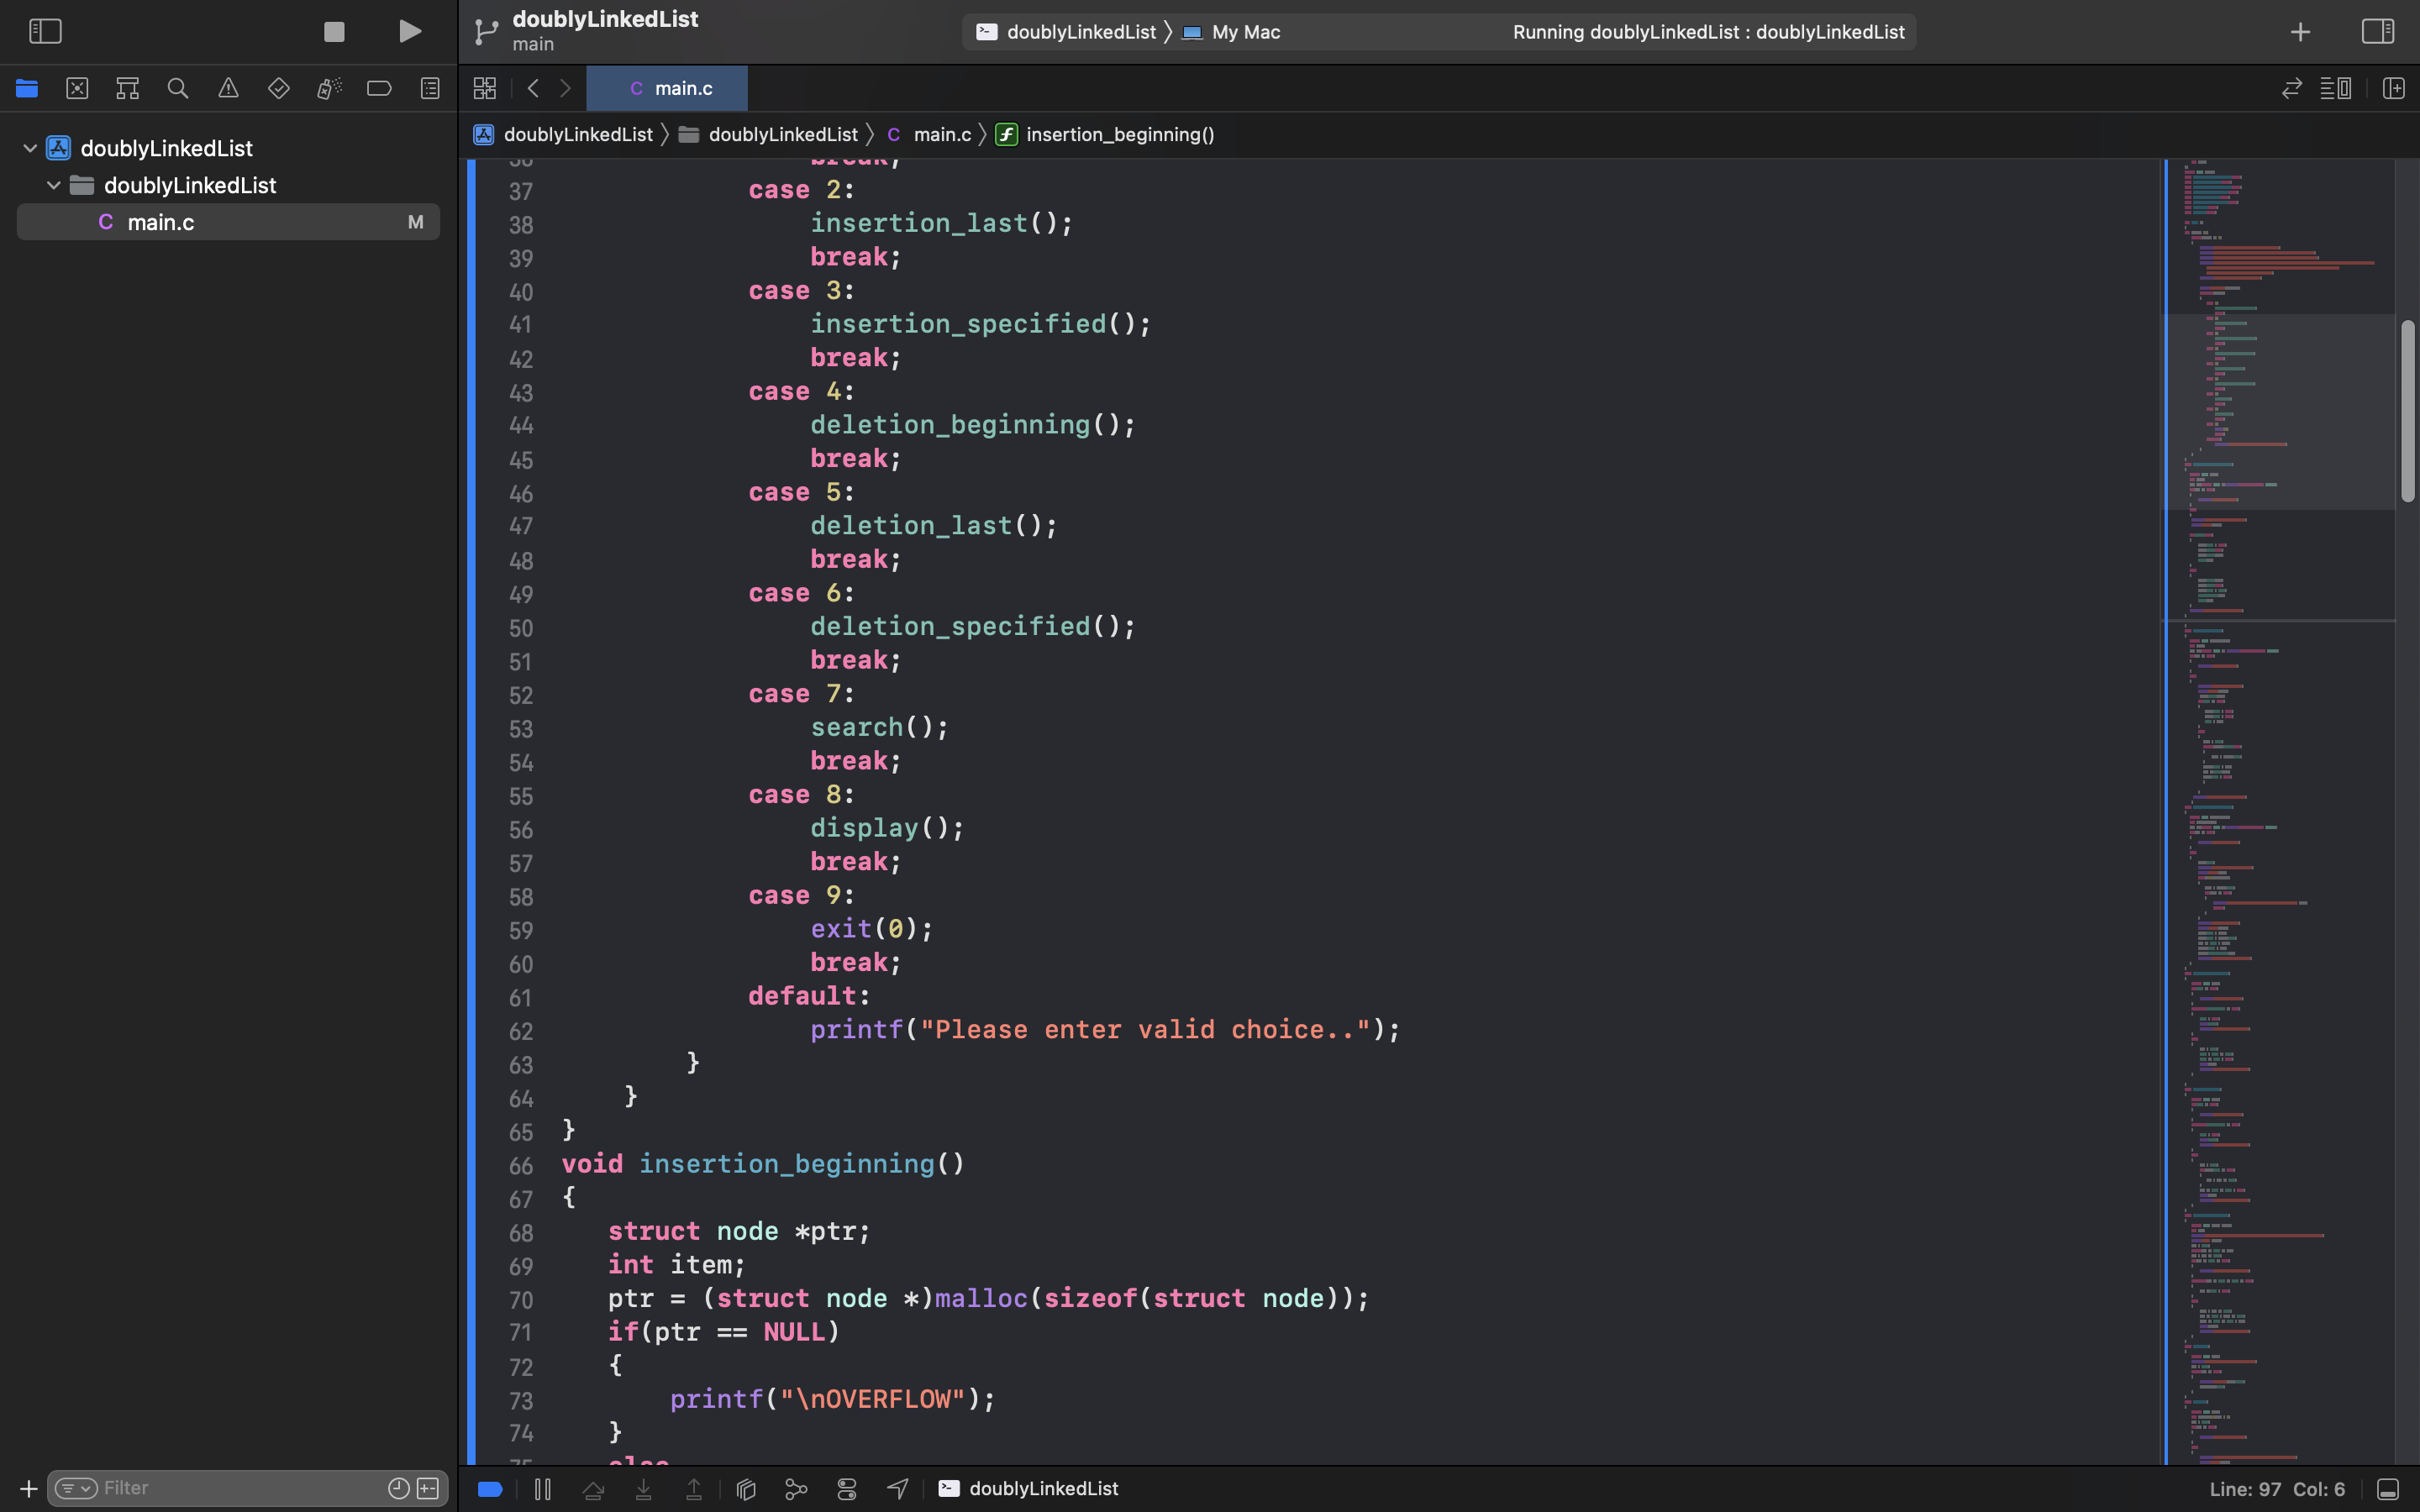 doublyLinkedList
main
doublyLinkedList 〉 My Mac
Running doublyLinkedList : doublyLinkedList
C main.c
doublyLinkedList 〉 doublyLinkedList 〉 C main.c 〉 f insertion_beginning()
doublyLinkedList
doublyLinkedList
C main.c M
36 break;
37 case 2:
38 insertion_last();
39 break;
40 case 3:
41 insertion_specified();
42 break;
43 case 4:
44 deletion_beginning();
45 break;
46 case 5:
47 deletion_last();
48 break;
49 case 6:
50 deletion_specified();
51 break;
52 case 7:
53 search();
54 break;
55 case 8:
56 display();
57 break;
58 case 9:
59 exit(0);
60 break;
61 default:
62 printf("Please enter valid choice..");
63 }
64 }
65 }
66 void insertion_beginning()
67 {
68 struct node *ptr;
69 int item;
70 ptr = (struct node *)malloc(sizeof(struct node));
71 if(ptr == NULL)
72 {
73 printf("\nOVERFLOW");
74 }
75 else
Filter
doublyLinkedList
Line: 97 Col: 6